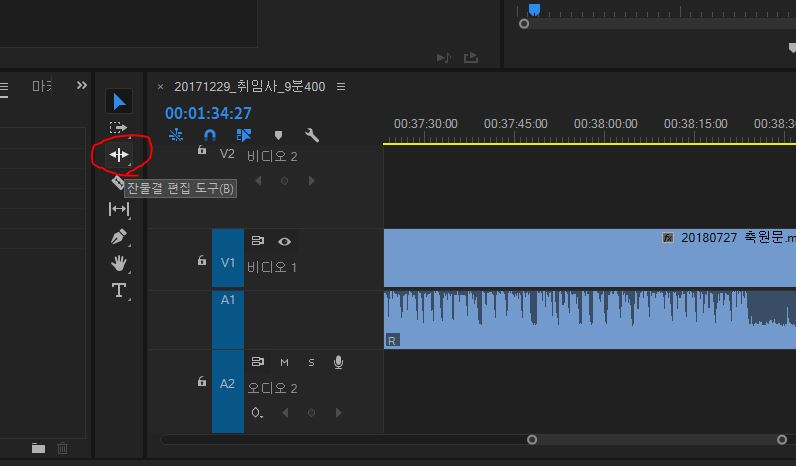 20171229_취임사_9분400
00:01:34:27
00:37:30:00 00:37:45:00 00:38:00:00 00:38:15:00 00:38:30
V2 비디오 2
잔물결 편집 도구(B)
fx 20180727 축원문.m
V1 비디오 1
A1
R
M S
A2 오디오 2